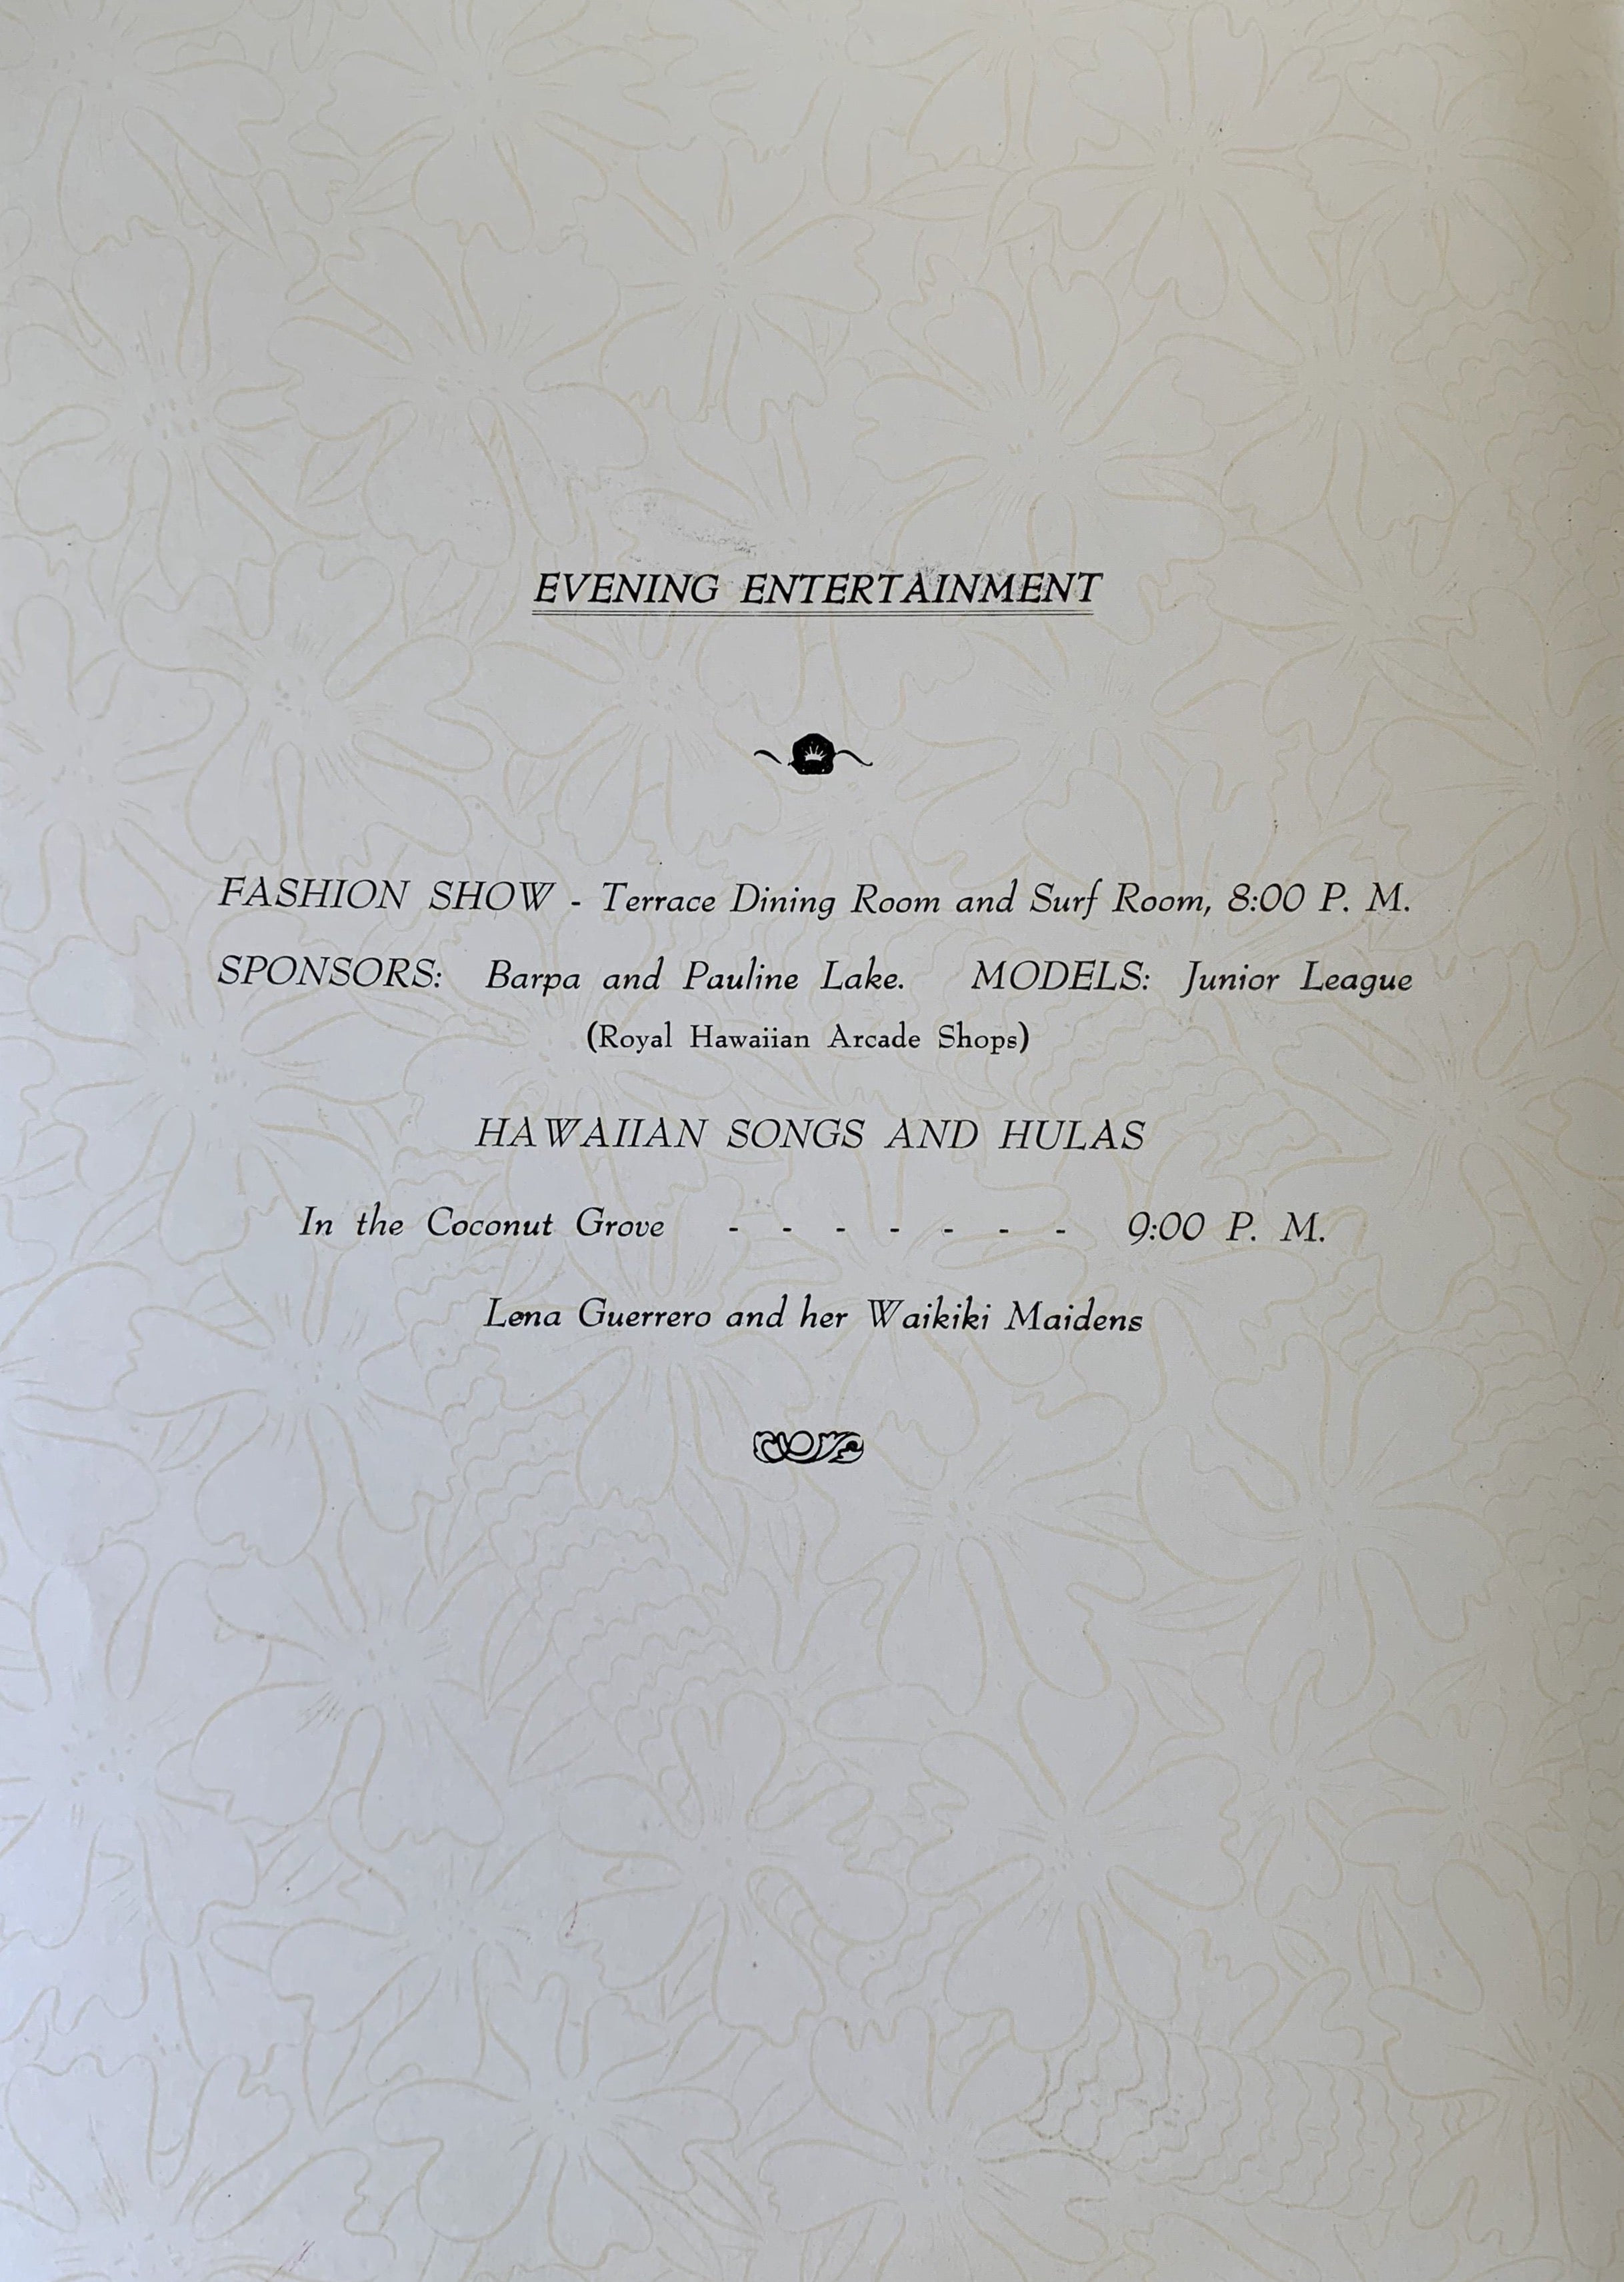 EVENING ENTERTAINMENT
FASHION SHOW - Terrace Dining Room and Surf Room, 8:00 P. M.
SPONSORS: Barpa and Pauline Lake. MODELS: Junior League
(Royal Hawaiian Arcade Shops)
HAWAIIAN SONGS AND HULAS
In the Coconut Grove - - - - - - - 9:00 P. M.
Lena Guerrero and her Waikiki Maidens